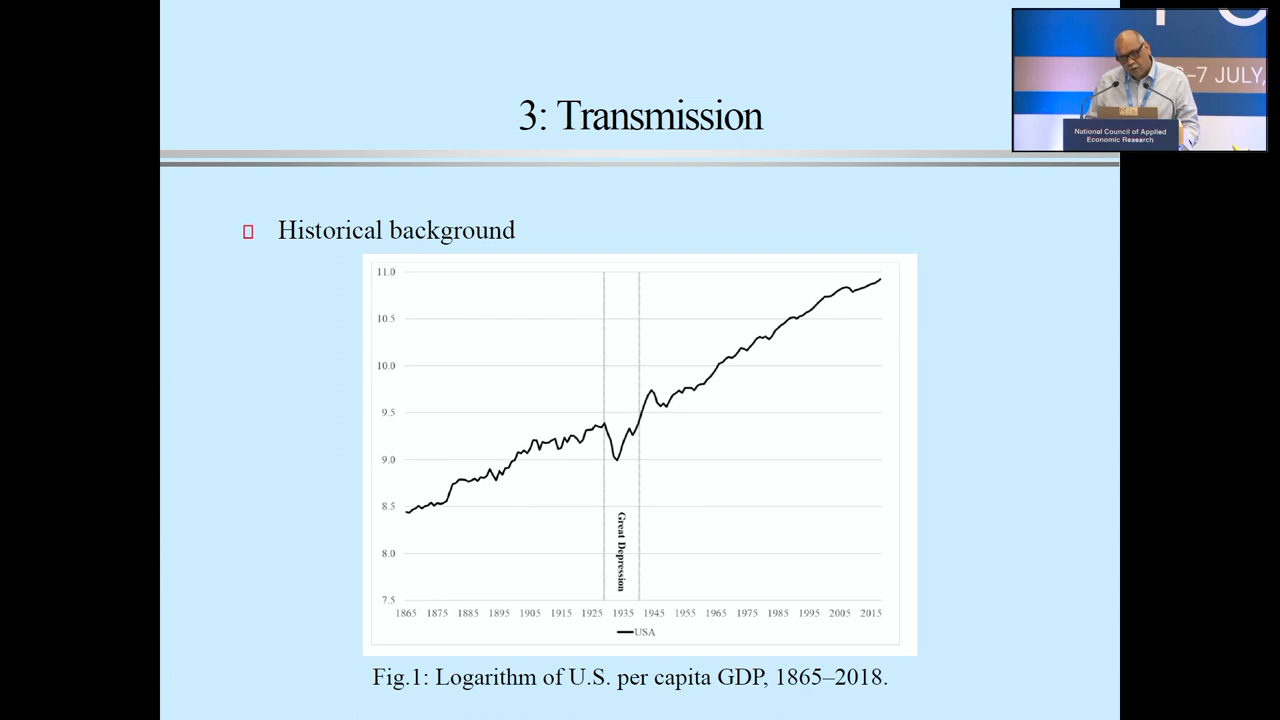 3: Transmission
–7 JULY,
National Council of Applied
Economic Research
Historical background
11.0
10.5
10.0
9.5
9.0
8.5
8.0
7.5
Great Depression
1865 1875 1885 1895 1905 1915 1925 1935 1945 1955 1965 1975 1985 1995 2005 2015
USA
Fig.1: Logarithm of U.S. per capita GDP, 1865–2018.